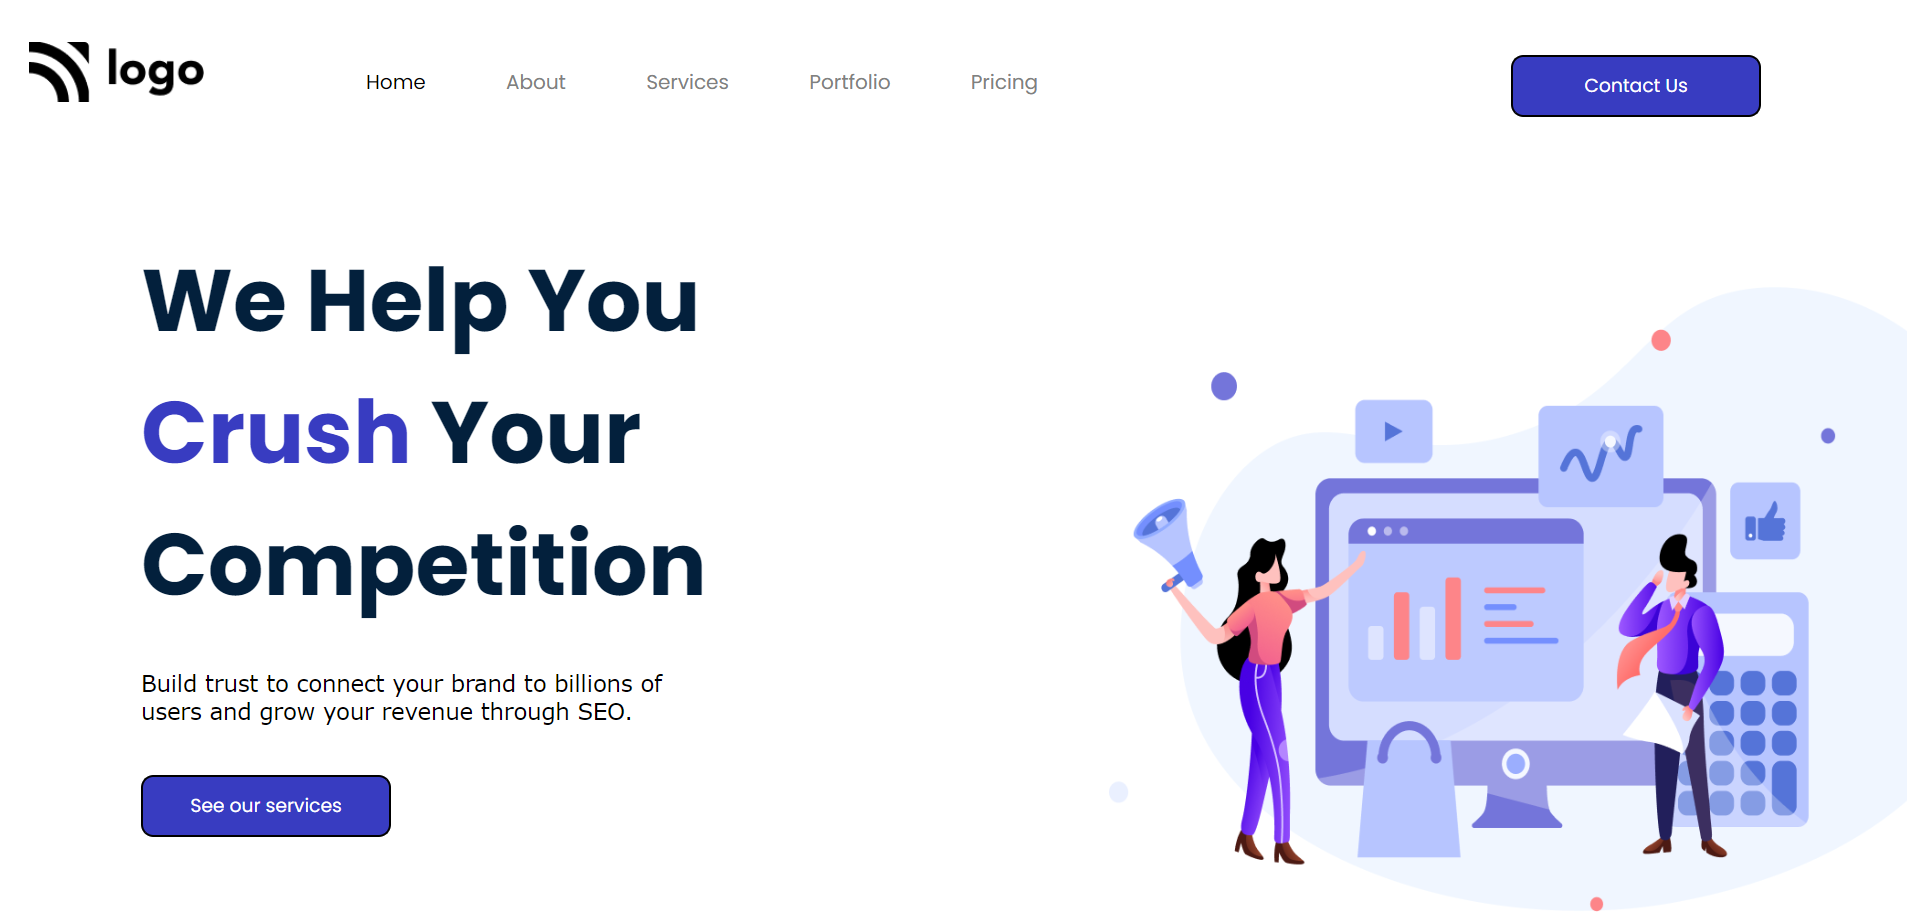 logo
Home About Services Portfolio Pricing
Contact Us
We Help You
Crush Your
Competition
Build trust to connect your brand to billions of
users and grow your revenue through SEO.
See our services